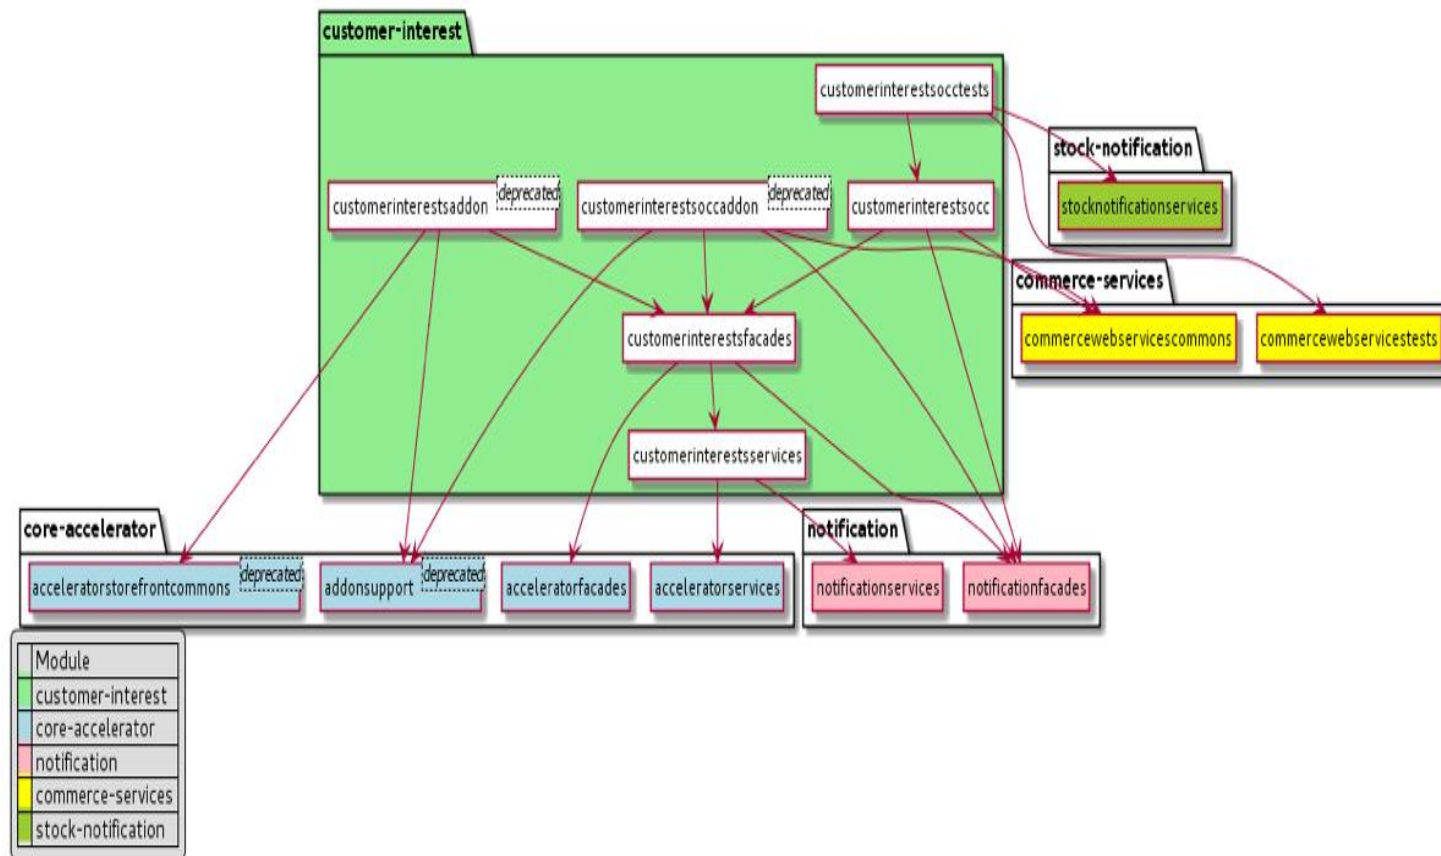 customer-interest
customerinterestsocctests
stock-notification
customerinterestsaddon
deprecated
customerinterestsoccaddon
deprecated
customerinterestsocc
stocknotificationservices
commerce-services
customerinterestsfacades
commercewebservicescommons
commercewebservicestests
customerinterestsservices
core-accelerator
notification
acceleratorstorefrontcommons
deprecated
addonsupport
deprecated
acceleratorfacades
acceleratorservices
notificationservices
notificationfacades
Module
customer-interest
core-accelerator
notification
commerce-services
stock-notification